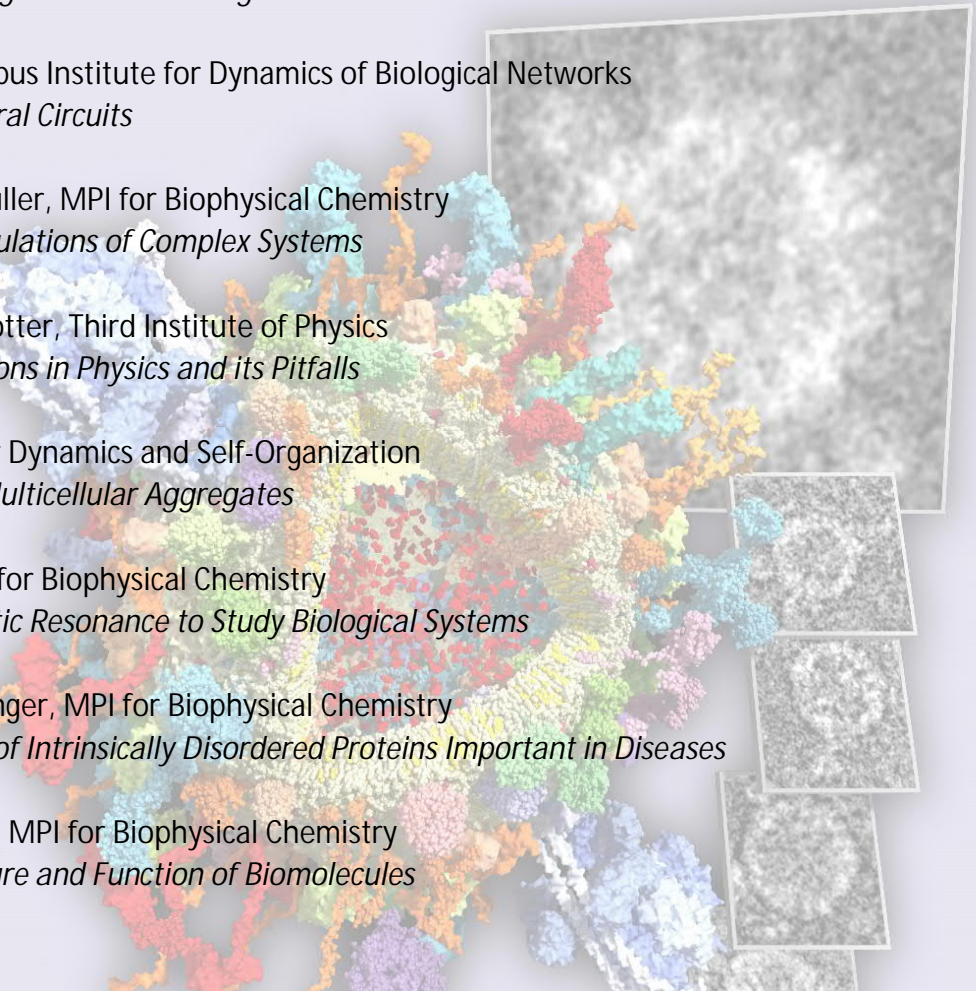 ous Institute for Dynamics of Biological Networks
ral Circuits
ller, MPI for Biophysical Chemistry
ulations of Complex Systems
tter, Third Institute of Physics
ons in Physics and its Pitfalls
Dynamics and Self-Organization
Multicellular Aggregates
for Biophysical Chemistry
tic Resonance to Study Biological Systems
nger, MPI for Biophysical Chemistry
of Intrinsically Disordered Proteins Important in Diseases
, MPI for Biophysical Chemistry
ure and Function of Biomolecules